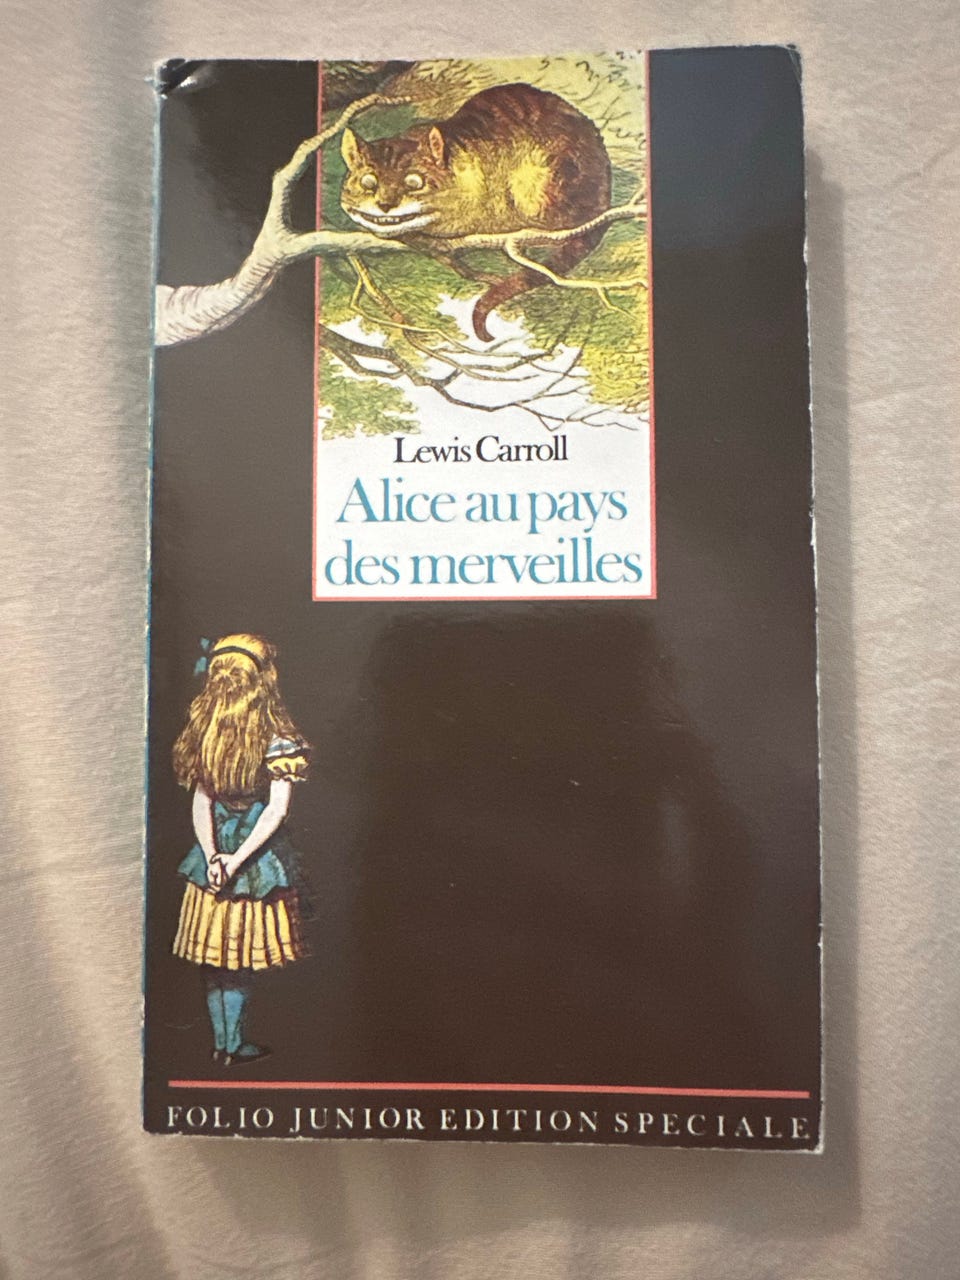 Lewis Carroll
Alice au pays
des merveilles
FOLIO JUNIOR EDITION SPECIALE